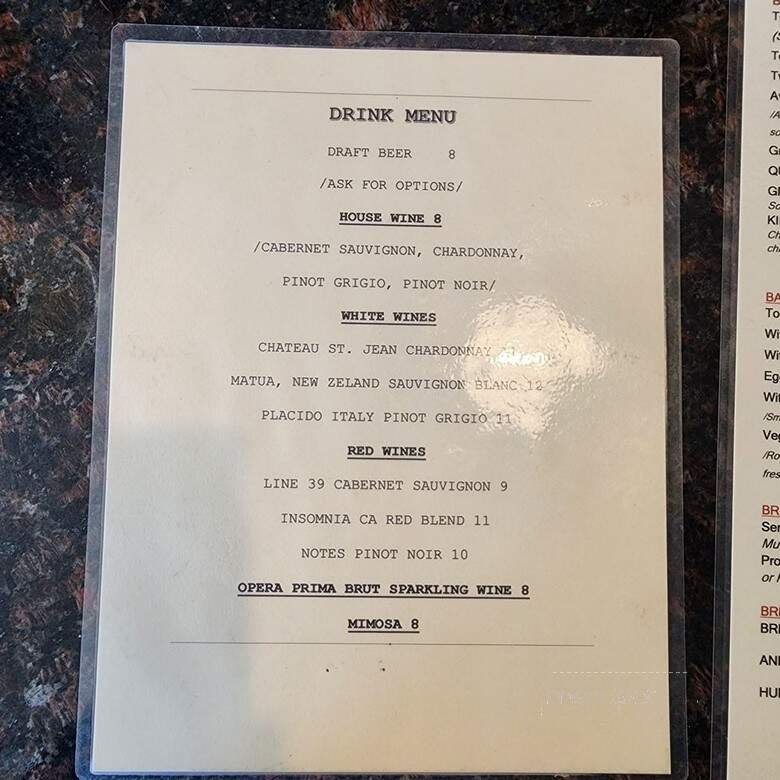 DRINK MENU
DRAFT BEER 8
/ASK FOR OPTIONS/
HOUSE WINE 8
/CABERNET SAUVIGNON, CHARDONNAY,
PINOT GRIGIO, PINOT NOIR/
WHITE WINES
CHATEAU ST. JEAN CHARDONNAY
MATUA, NEW ZELAND SAUVIGNON BLANC 12
PLACIDO ITALY PINOT GRIGIO 11
RED WINES
LINE 39 CABERNET SAUVIGNON 9
INSOMNIA CA RED BLEND 11
NOTES PINOT NOIR 10
OPERA PRIMA BRUT SPARKLING WINE 8
MIMOSA 8